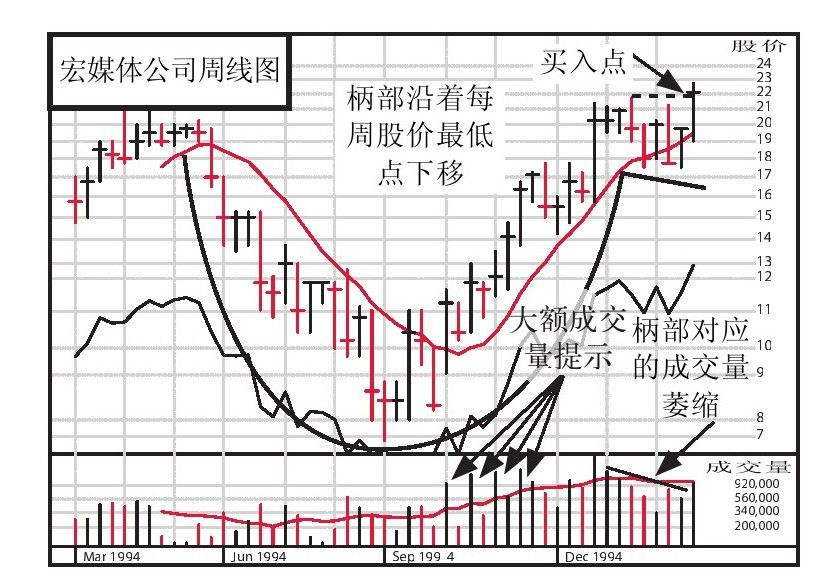 宏媒体公司周线图
买入点
股价
柄部沿着每
周股价最低
点下移
24
23
22
21
20
19
18
17
16
15
14
13
12
11
10
9
8
7
大额成交
量提示
柄部对应
的成交量
萎缩
成交量
920,000
560,000
340,000
200,000
Mar 1994
Jun 1994
Sep 199 4
Dec 1994